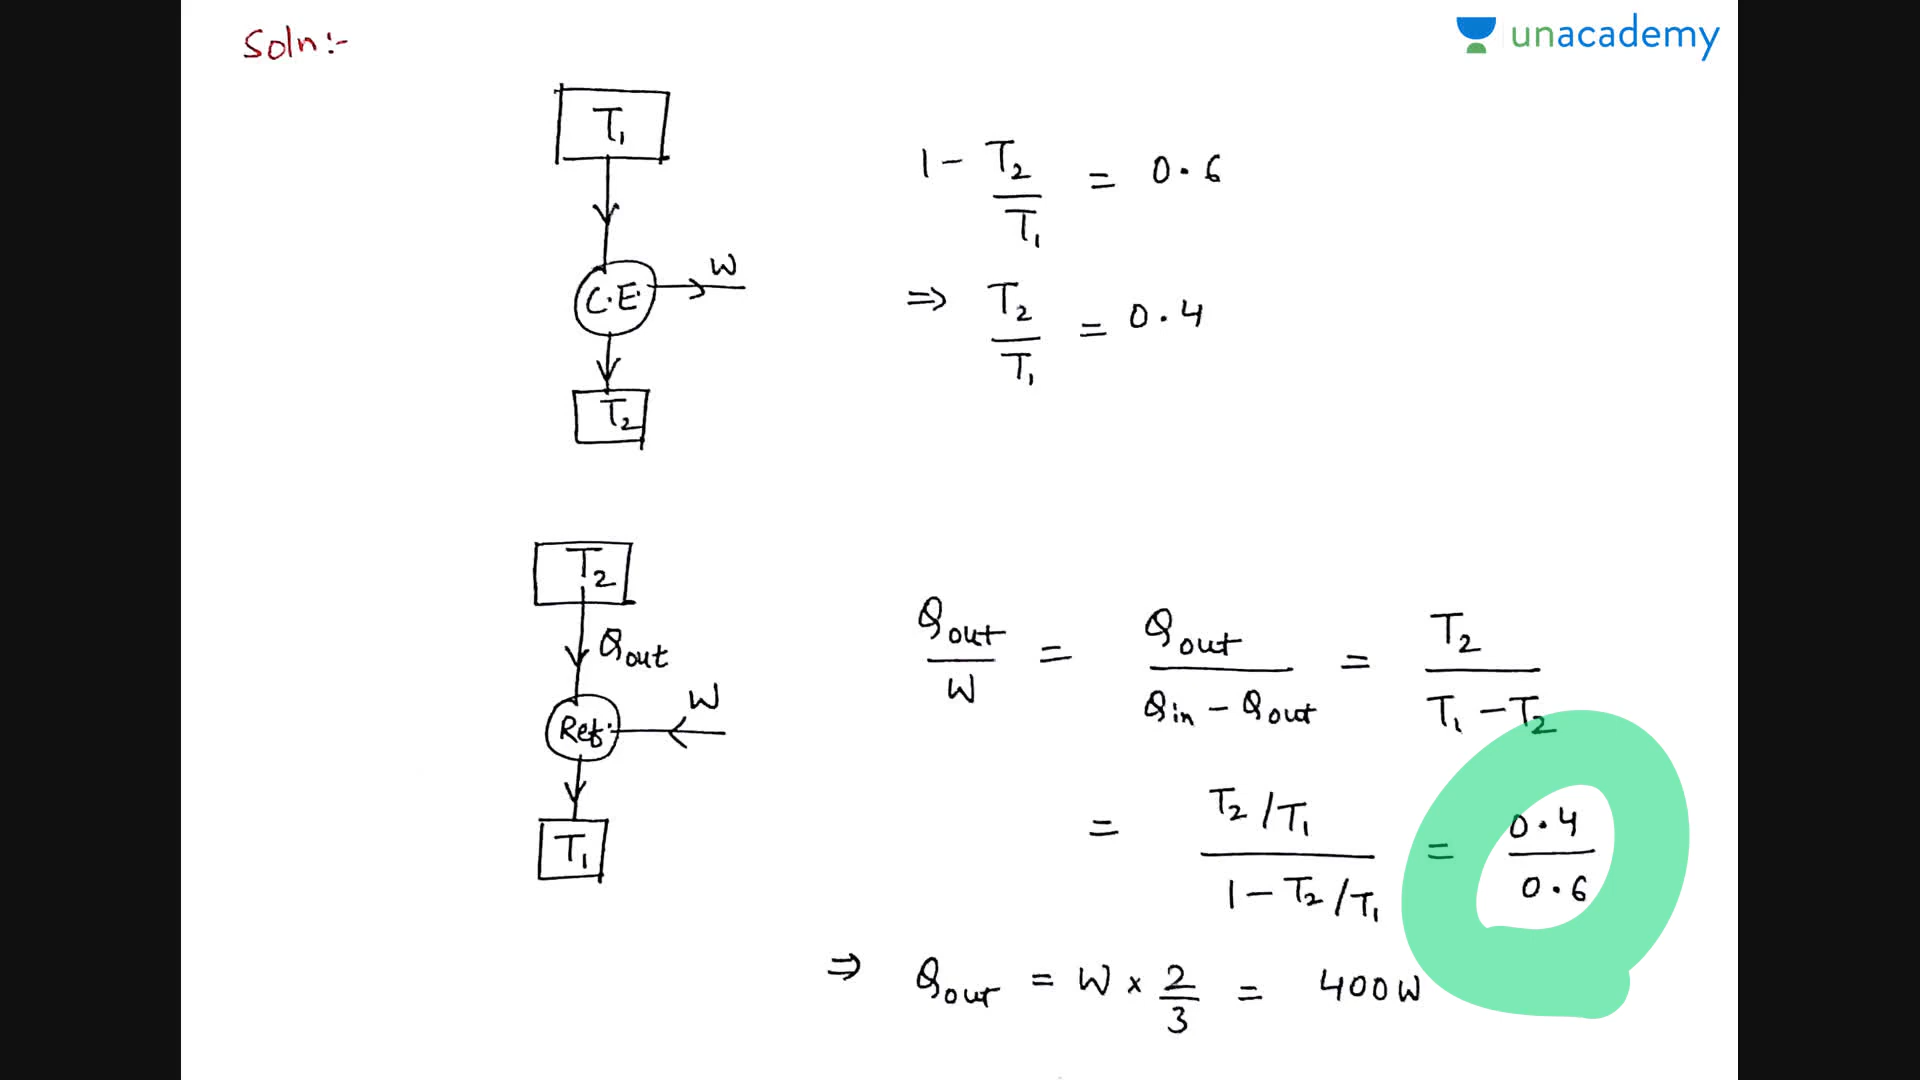 Soln:-
unacademy
T₁
1 - T₂/T₁ = 0.6
W
C.E.
⇒ T₂/T₁ = 0.4
T₂
T₂
Qout
W
Ref.
T₁
Qout/W = Qout/(Qin - Qout) = T₂/(T₁ - T₂)
= (T₂/T₁)/(1 - T₂/T₁) = 0.4/0.6
⇒ Qout = W × 2/3 = 400W